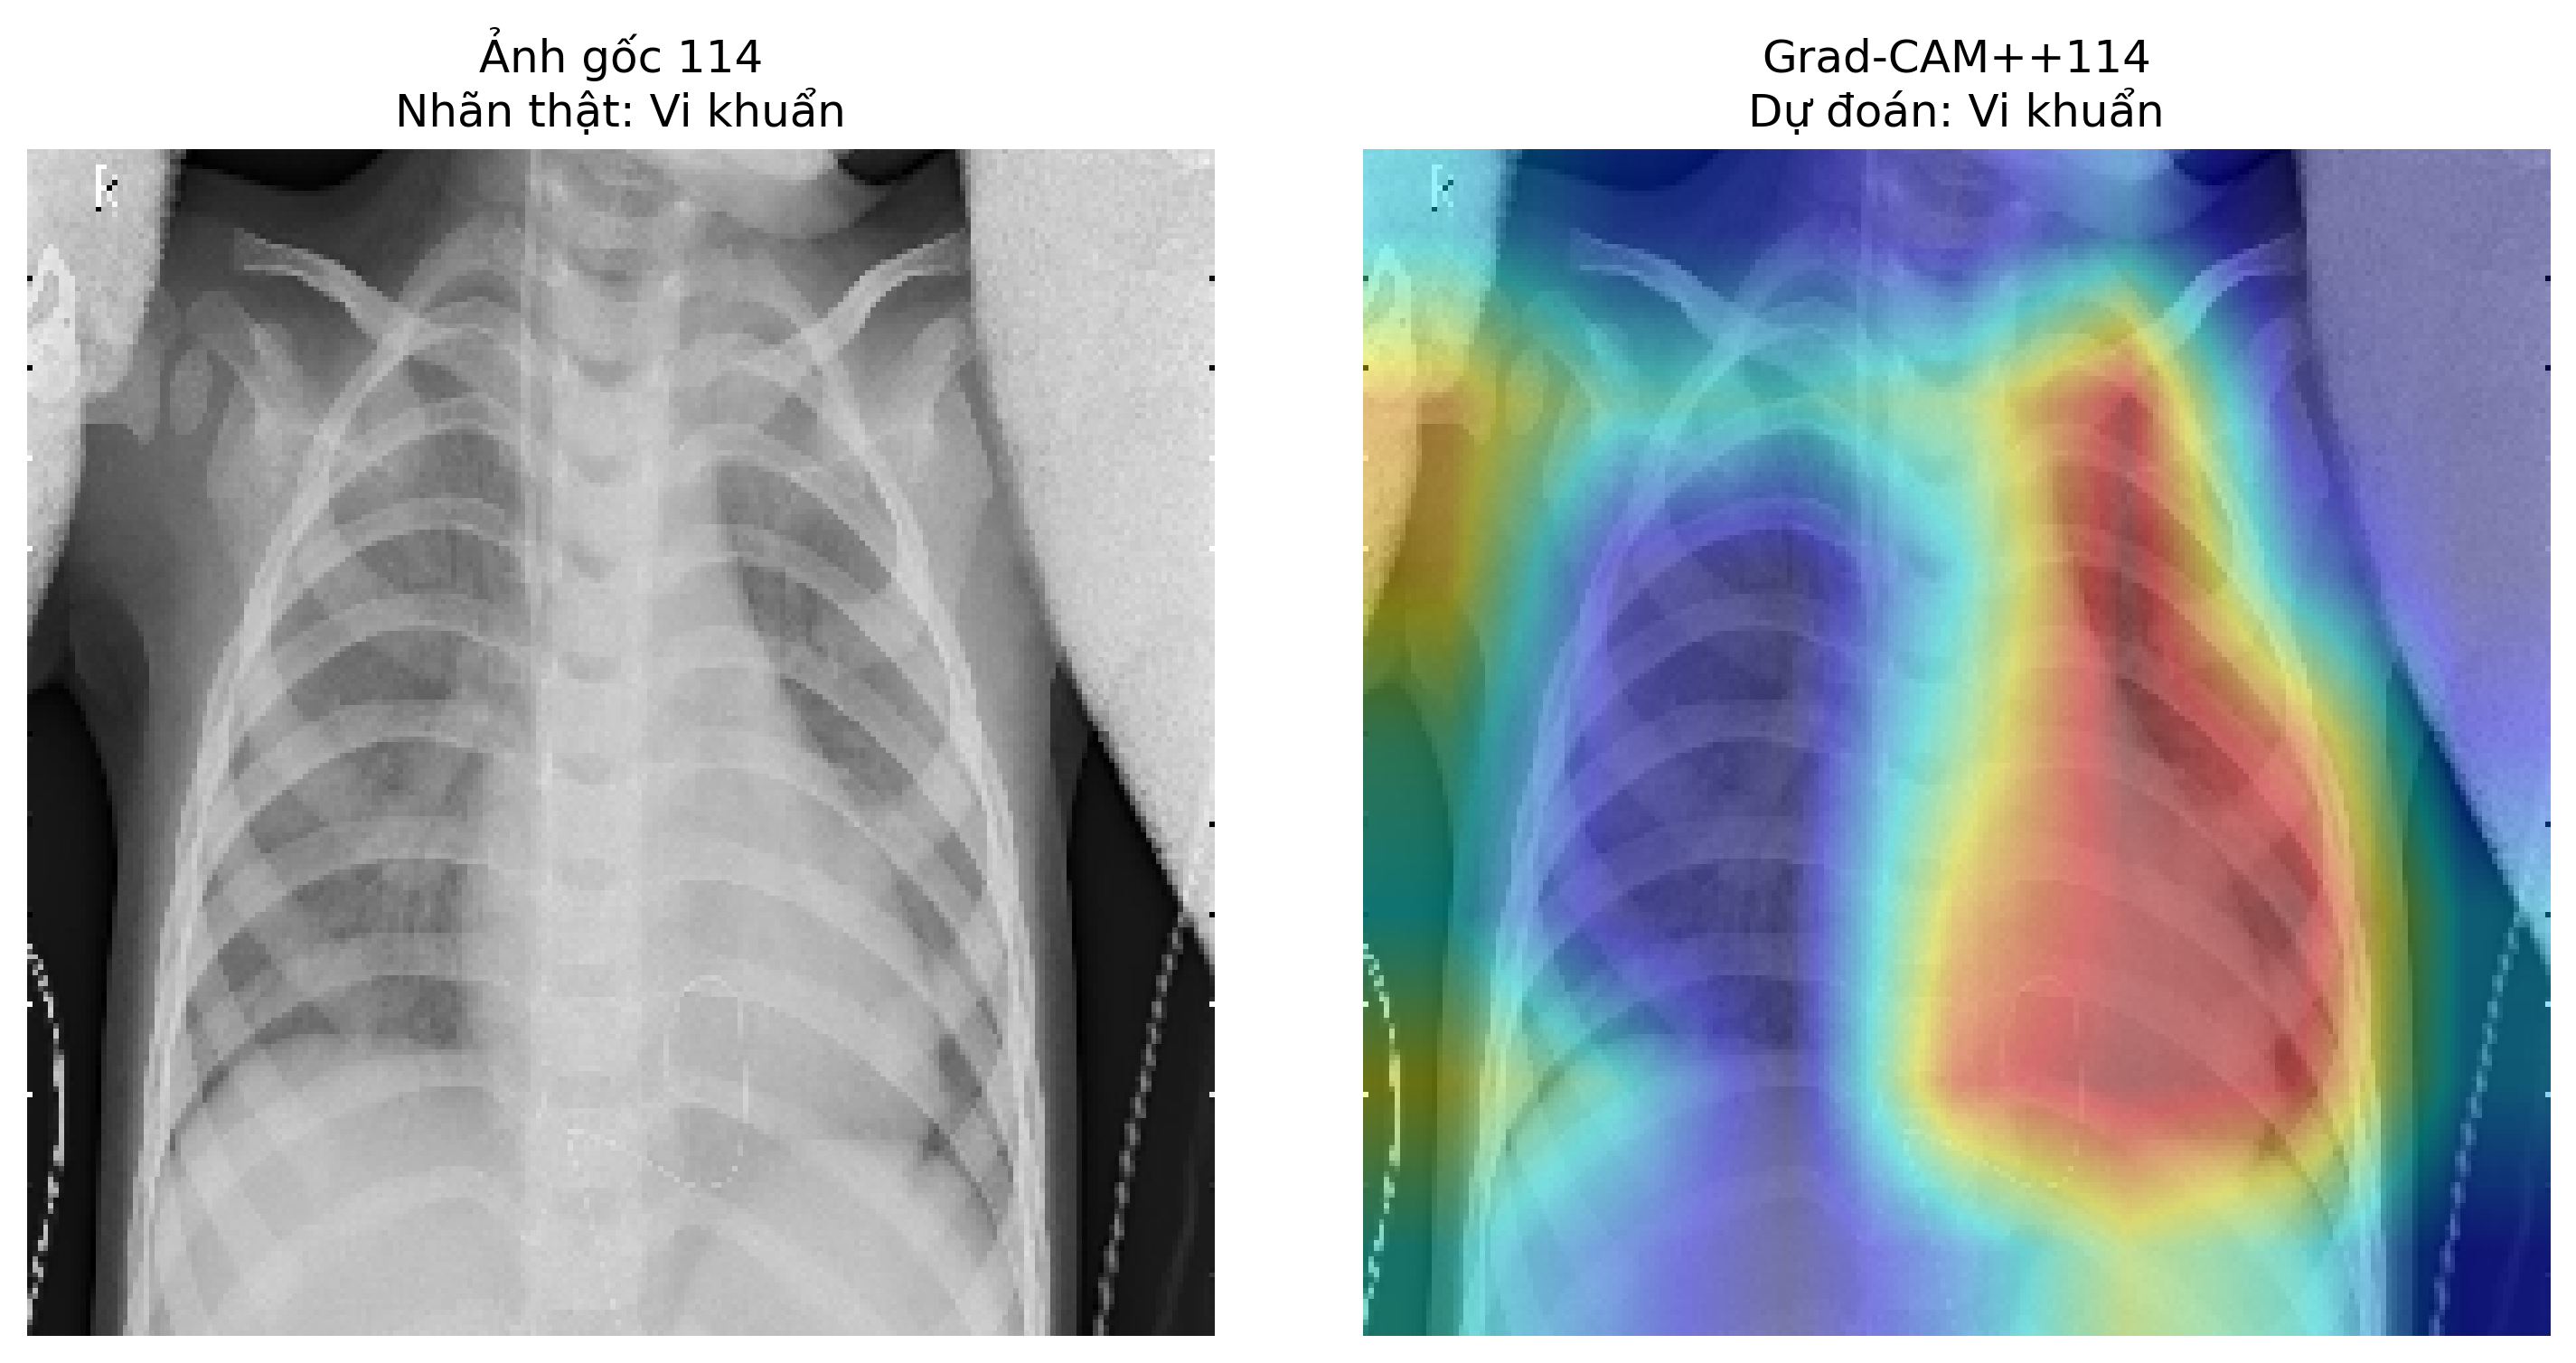 Ảnh gốc 114
Nhãn thật: Vi khuẩn
Grad-CAM++114
Dự đoán: Vi khuẩn